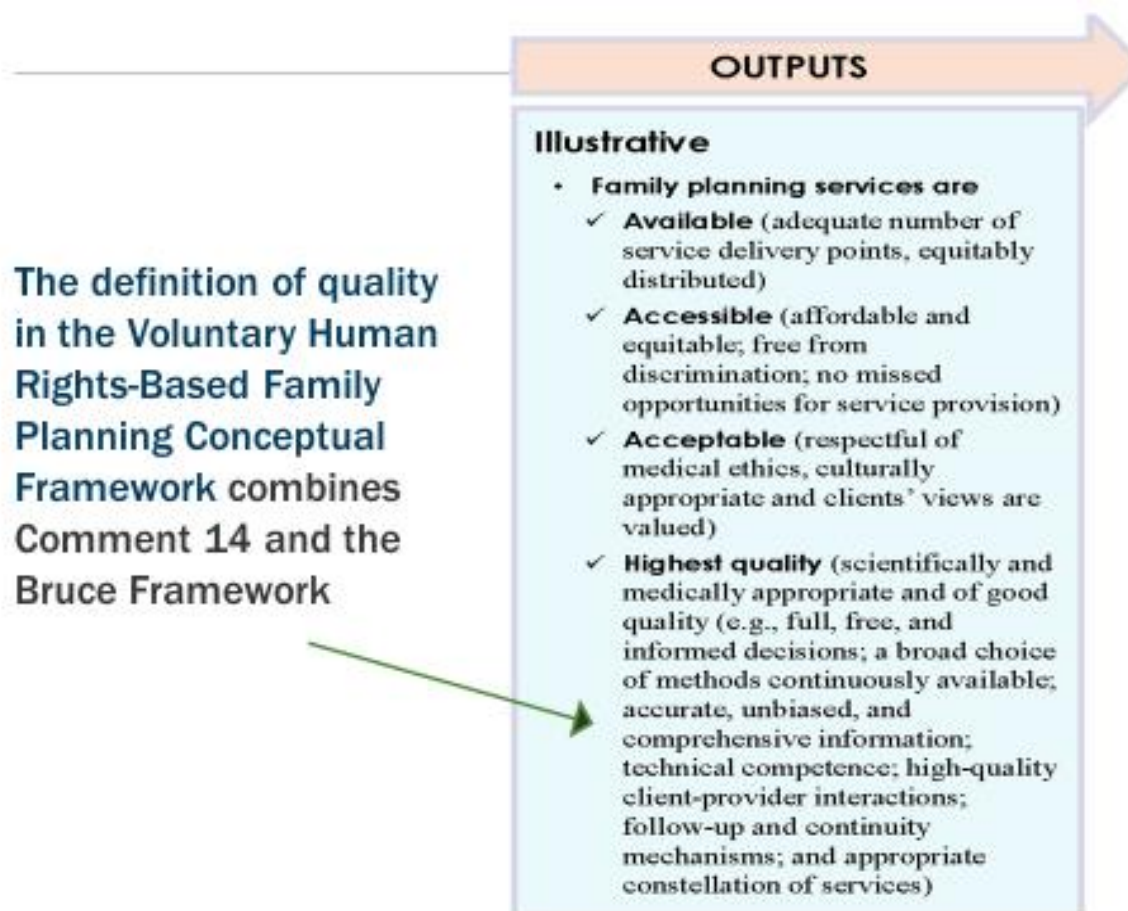 OUTPUTS
The definition of quality
in the Voluntary Human
Rights-Based Family
Planning Conceptual
Framework combines
Comment 14 and the
Bruce Framework
Illustrative
• Family planning services are
✓ Available (adequate number of
service delivery points, equitably
distributed)
✓ Accessible (affordable and
equitable; free from
discrimination; no missed
opportunities for service provision)
✓ Acceptable (respectful of
medical ethics, culturally
appropriate and clients' views are
valued)
✓ Highest quality (scientifically and
medically appropriate and of good
quality (e.g., full, free, and
informed decisions; a broad choice
of methods continuously available;
accurate, unbiased, and
comprehensive information;
technical competence; high-quality
client-provider interactions;
follow-up and continuity
mechanisms; and appropriate
constellation of services)